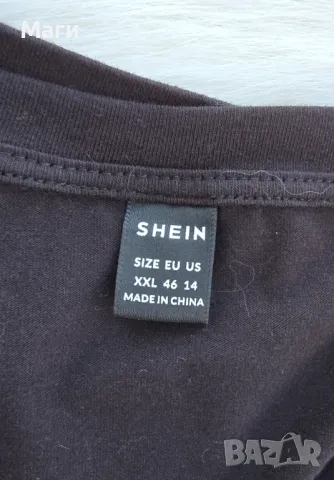 Маги
SHEIN
SIZE EU US
XXL 46 14
MADE IN CHINA
BAZAR